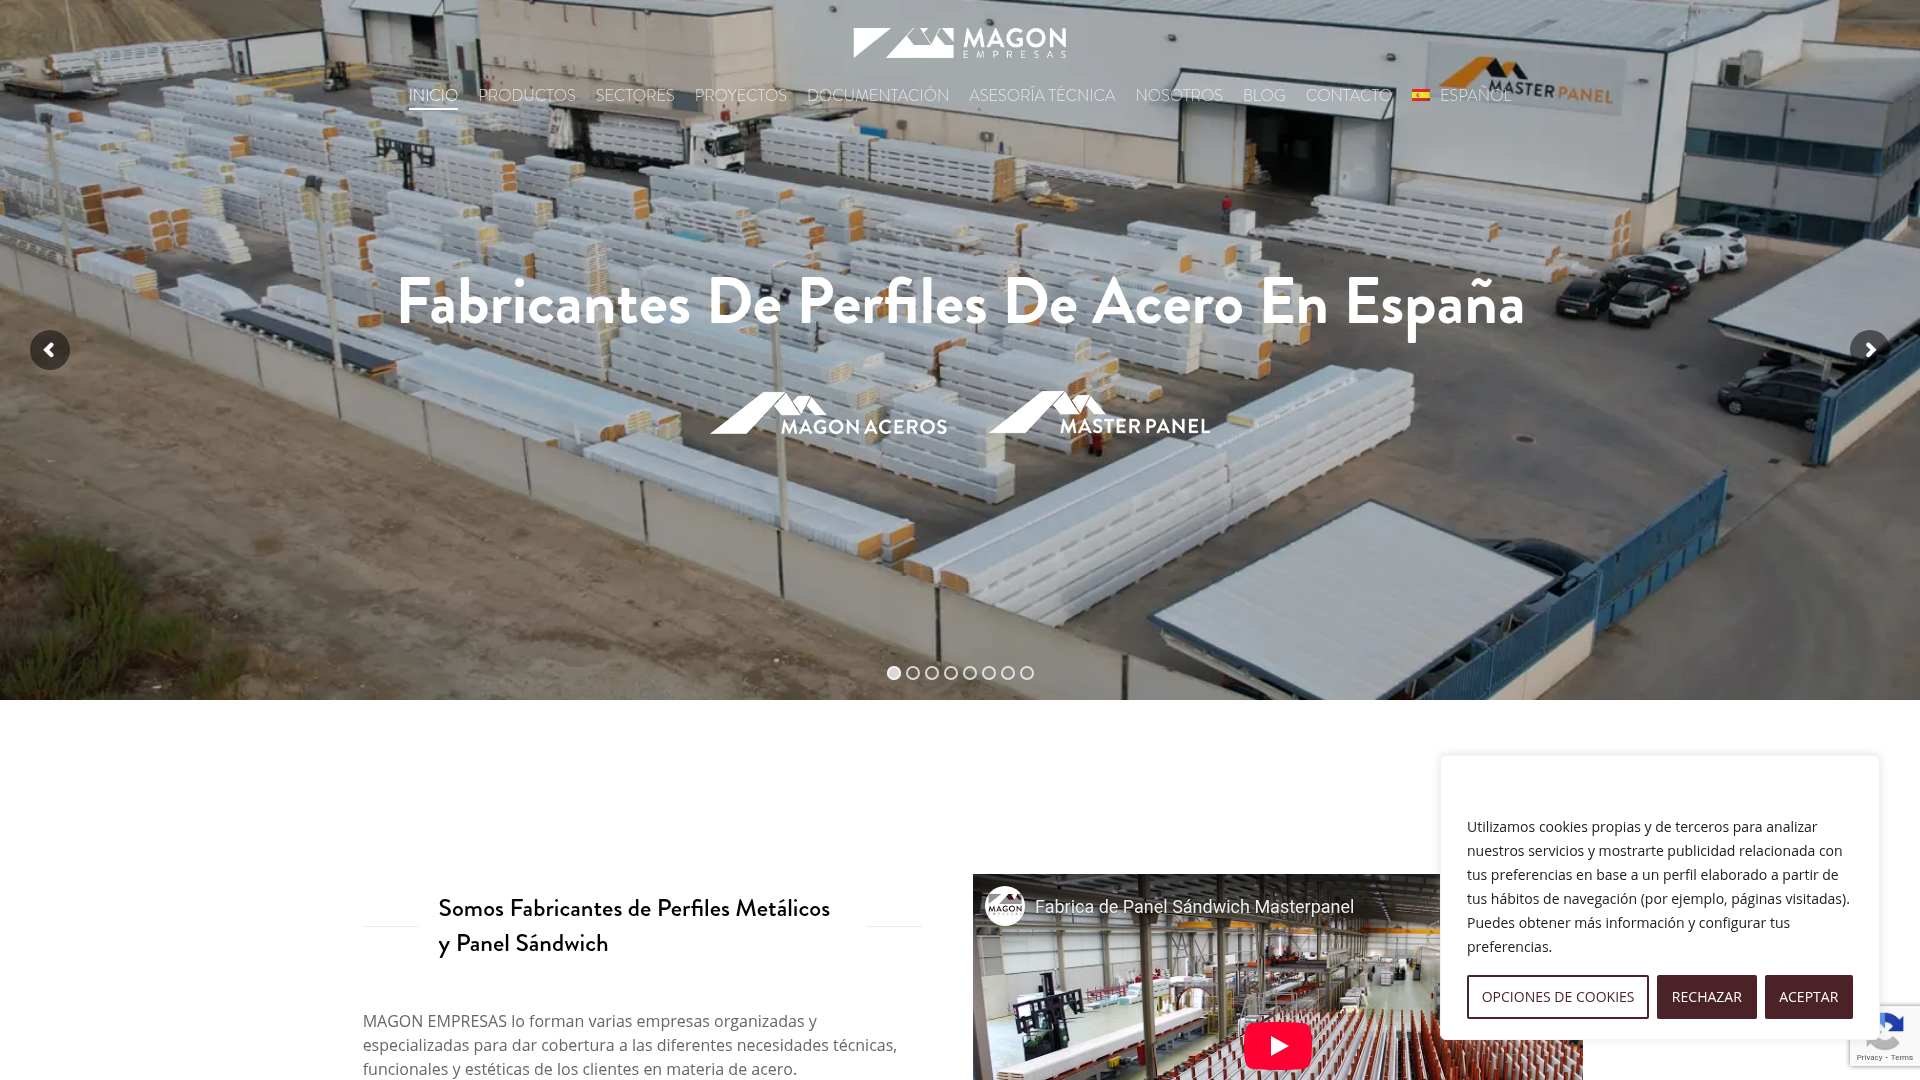 MAGON
EMPRESAS
MASTER PANEL
INICIO PRODUCTOS SECTORES PROYECTOS DOCUMENTACIÓN ASESORÍA TÉCNICA NOSOTROS BLOG CONTACTO ESPAÑOL
Fabricantes De Perfiles De Acero En España
MAGON ACEROS MASTER PANEL
Somos Fabricantes de Perfiles Metálicos
y Panel Sándwich
MAGON EMPRESAS lo forman varias empresas organizadas y
especializadas para dar cobertura a las diferentes necesidades técnicas,
funcionales y estéticas de los clientes en materia de acero.
MAGON
EMPRESAS
Fabrica de Panel Sándwich Masterpanel
Utilizamos cookies propias y de terceros para analizar
nuestros servicios y mostrarte publicidad relacionada con
tus preferencias en base a un perfil elaborado a partir de
tus hábitos de navegación (por ejemplo, páginas visitadas).
Puedes obtener más información y configurar tus
preferencias.
OPCIONES DE COOKIES RECHAZAR ACEPTAR
Privacy - Terms